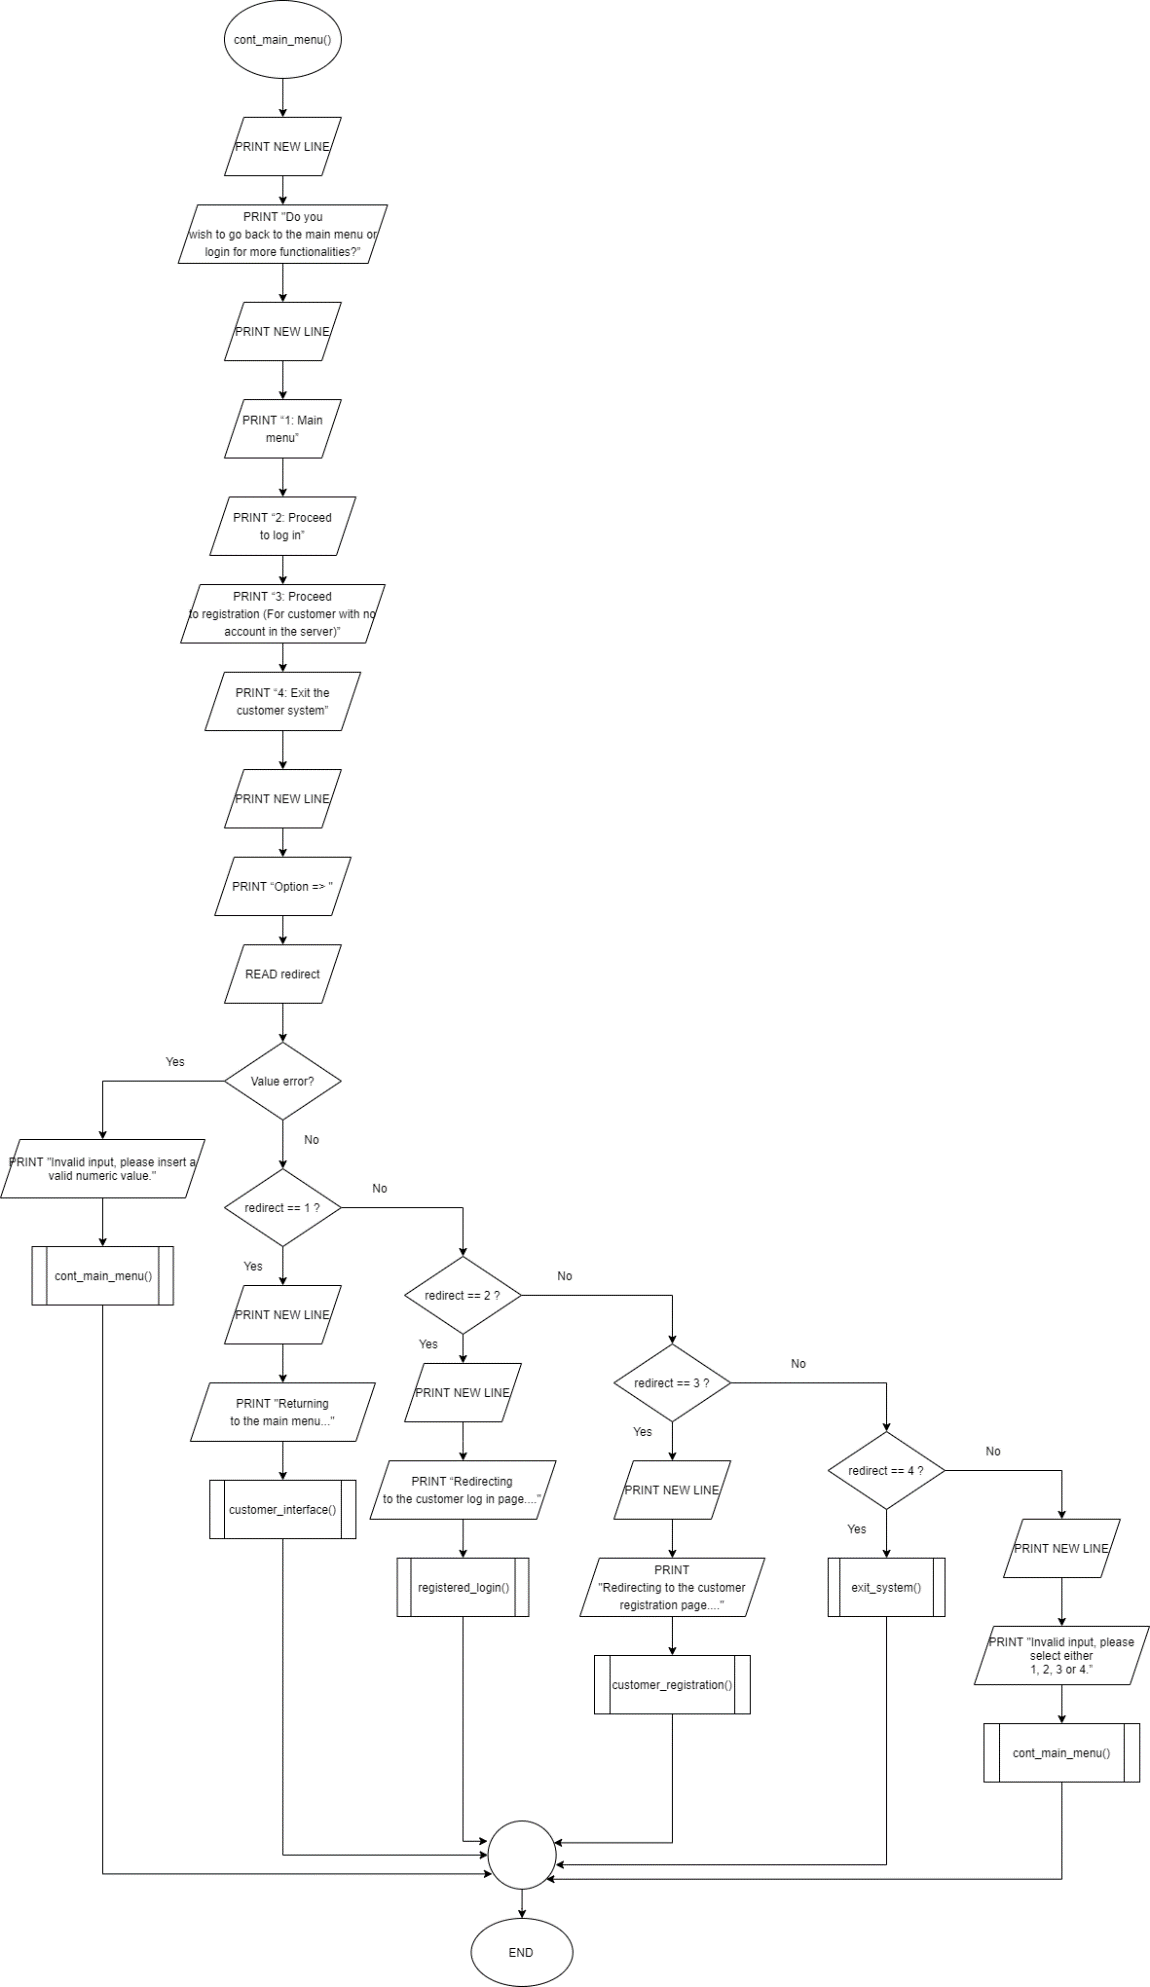 cont_main_menu()
PRINT NEW LINE
PRINT "Do you
wish to go back to the main menu or
login for more functionalities?”
PRINT NEW LINE
PRINT “1: Main
menu”
PRINT “2: Proceed
to log in”
PRINT “3: Proceed
to registration (For customer with no
account in the server)”
PRINT “4: Exit the
customer system”
PRINT NEW LINE
PRINT “Option => "
READ redirect
Value error?
Yes
No
PRINT "Invalid input, please insert a
valid numeric value."
cont_main_menu()
redirect == 1 ?
No
Yes
PRINT NEW LINE
PRINT "Returning
to the main menu..."
customer_interface()
redirect == 2 ?
No
Yes
PRINT NEW LINE
PRINT “Redirecting
to the customer log in page...."
registered_login()
redirect == 3 ?
No
Yes
PRINT NEW LINE
PRINT
"Redirecting to the customer
registration page...."
customer_registration()
redirect == 4 ?
No
Yes
exit_system()
PRINT NEW LINE
PRINT "Invalid input, please
select either
1, 2, 3 or 4.”
cont_main_menu()
END